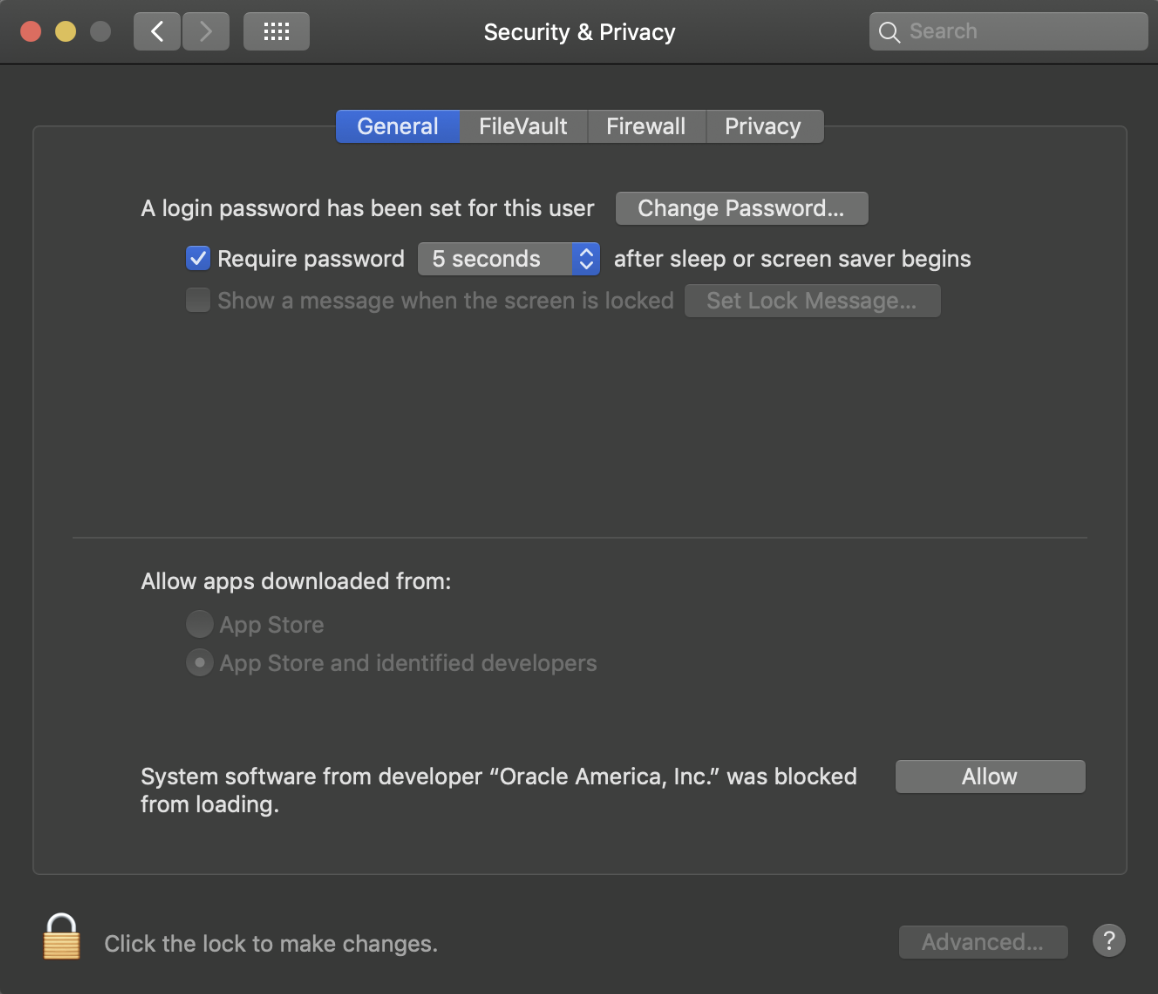 Security & Privacy
Search
General
FileVault
Firewall
Privacy
A login password has been set for this user
Change Password...
Require password
5 seconds
after sleep or screen saver begins
Show a message when the screen is locked
Set Lock Message...
Allow apps downloaded from:
App Store
App Store and identified developers
System software from developer “Oracle America, Inc.” was blocked
from loading.
Allow
Click the lock to make changes.
Advanced...
?